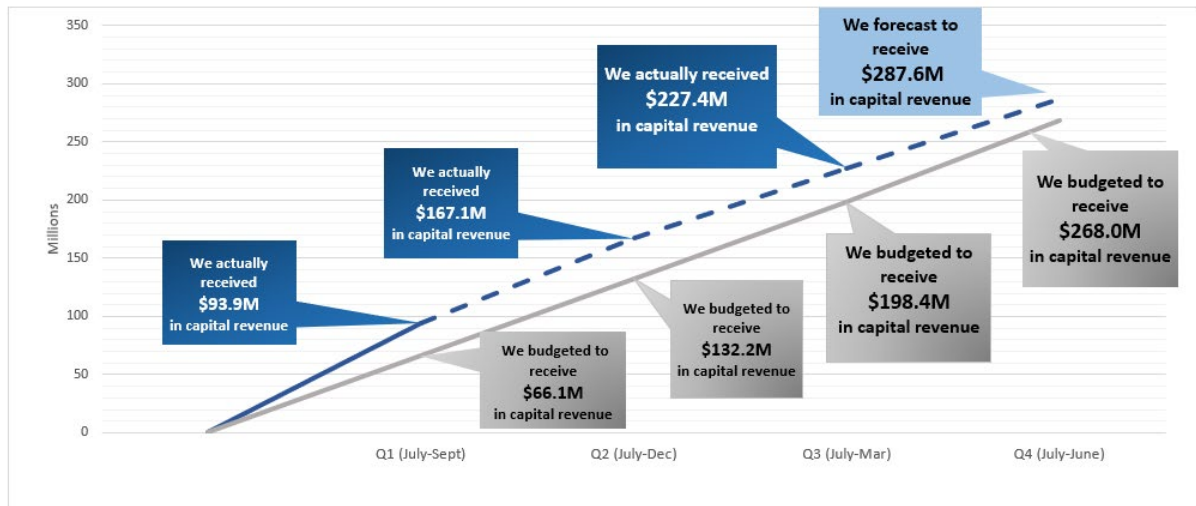 350
300
250
200
150
100
50
0
Millions
We actually
received
$93.9M
in capital revenue
We actually
received
$167.1M
in capital revenue
We actually received
$227.4M
in capital revenue
We forecast to
receive
$287.6M
in capital revenue
We budgeted to
receive
$66.1M
in capital revenue
We budgeted to
receive
$132.2M
in capital revenue
We budgeted to
receive
$198.4M
in capital revenue
We budgeted to
receive
$268.0M
in capital revenue
Q1 (July-Sept)
Q2 (July-Dec)
Q3 (July-Mar)
Q4 (July-June)